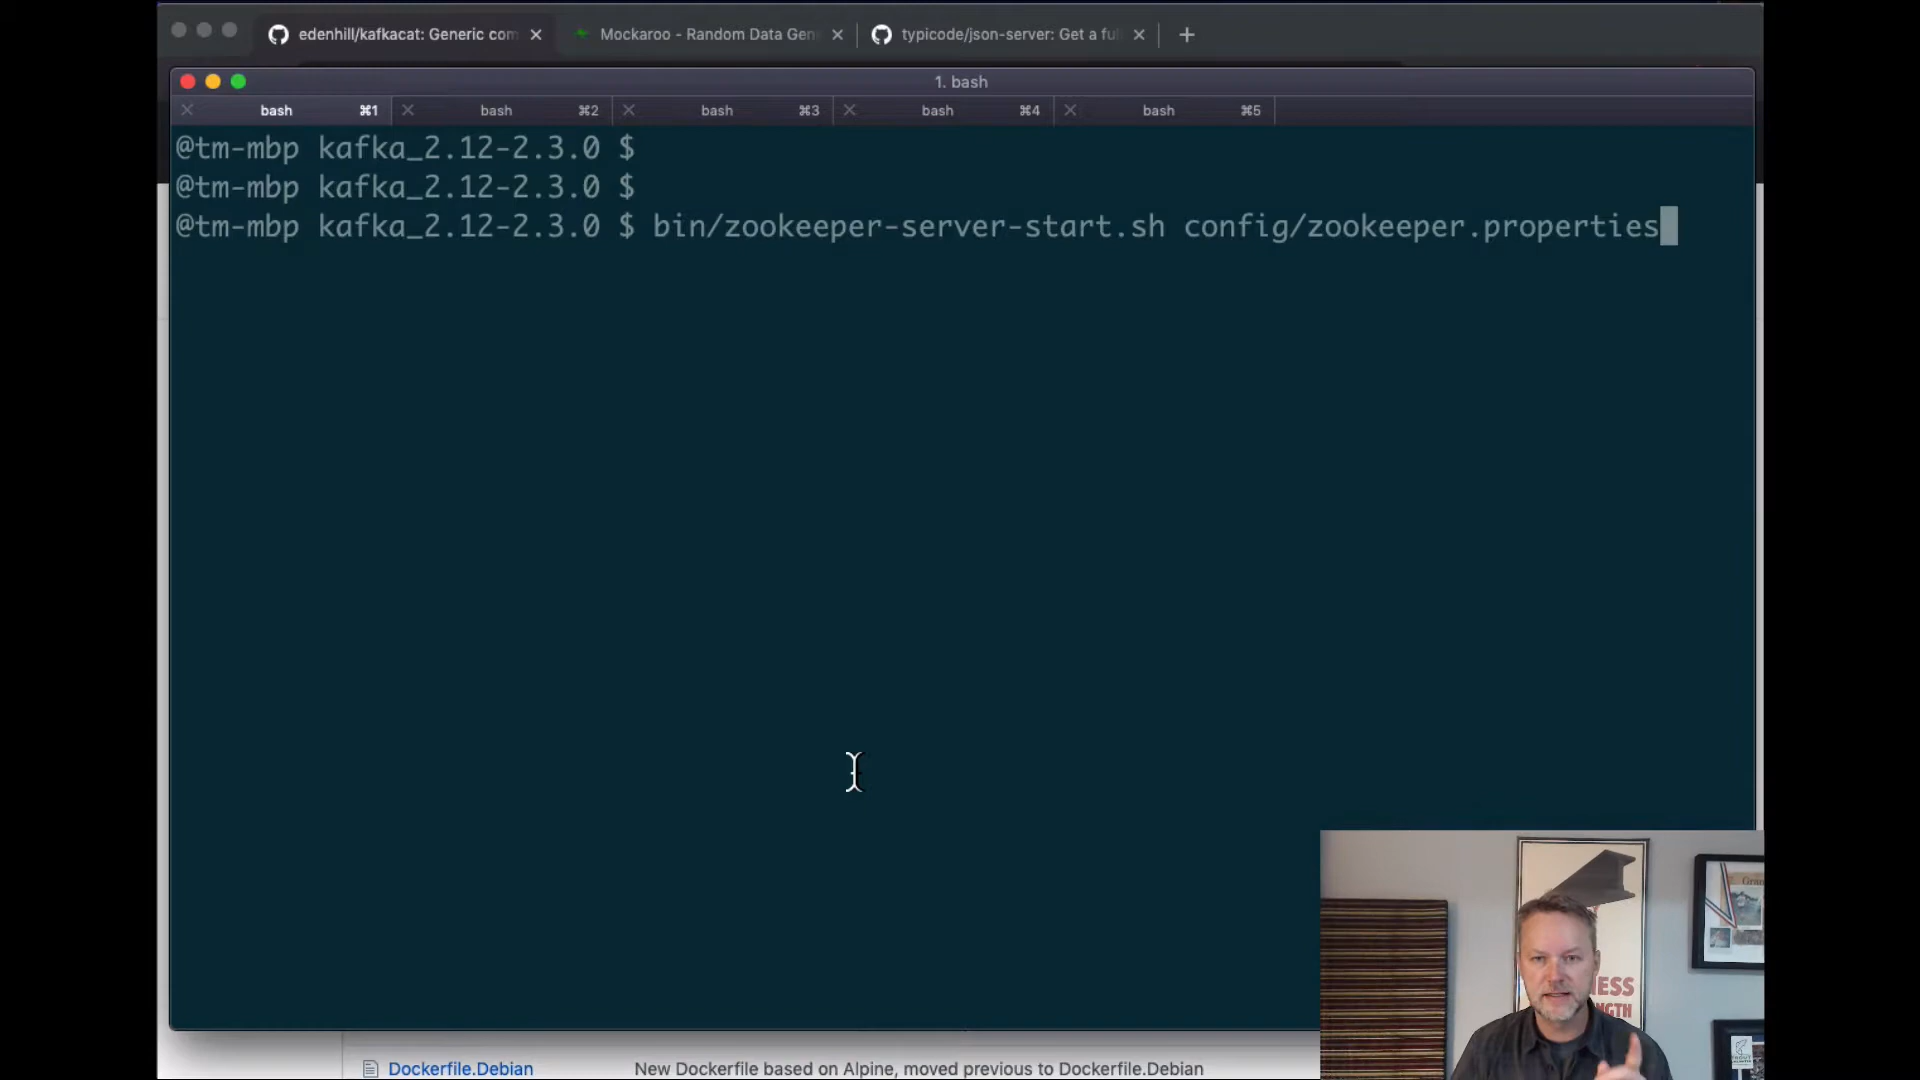 edenhill/kafkacat: Generic com
Mockaroo - Random Data Gen
typicode/json-server: Get a fu
1. bash
bash ⌘1
bash ⌘2
bash ⌘3
bash ⌘4
bash ⌘5
@tm-mbp kafka_2.12-2.3.0 $
@tm-mbp kafka_2.12-2.3.0 $
@tm-mbp kafka_2.12-2.3.0 $ bin/zookeeper-server-start.sh config/zookeeper.properties
Gran
NESS
NGTH
Dockerfile.Debian New Dockerfile based on Alpine, moved previous to Dockerfile.Debian